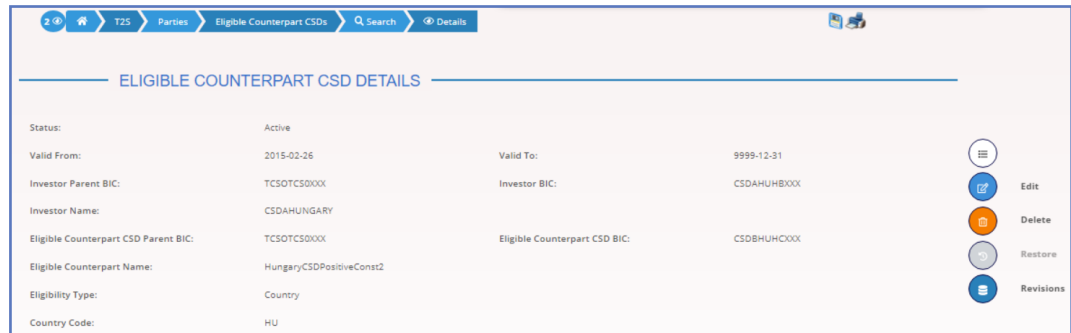 2 T2S Parties Eligible Counterpart CSDs Search Details
ELIGIBLE COUNTERPART CSD DETAILS
Status: Active
Valid From: 2015-02-26 Valid To: 9999-12-31
Investor Parent BIC: TCSOTCS0XXX Investor BIC: CSDAHUHBXXX
Edit
Investor Name: CSDAHUNGARY
Delete
Eligible Counterpart CSD Parent BIC: TCSOTCS0XXX Eligible Counterpart CSD BIC: CSDBHUHCXXX
Restore
Eligible Counterpart Name: HungaryCSDPositiveConst2
Revisions
Eligibility Type: Country
Country Code: HU